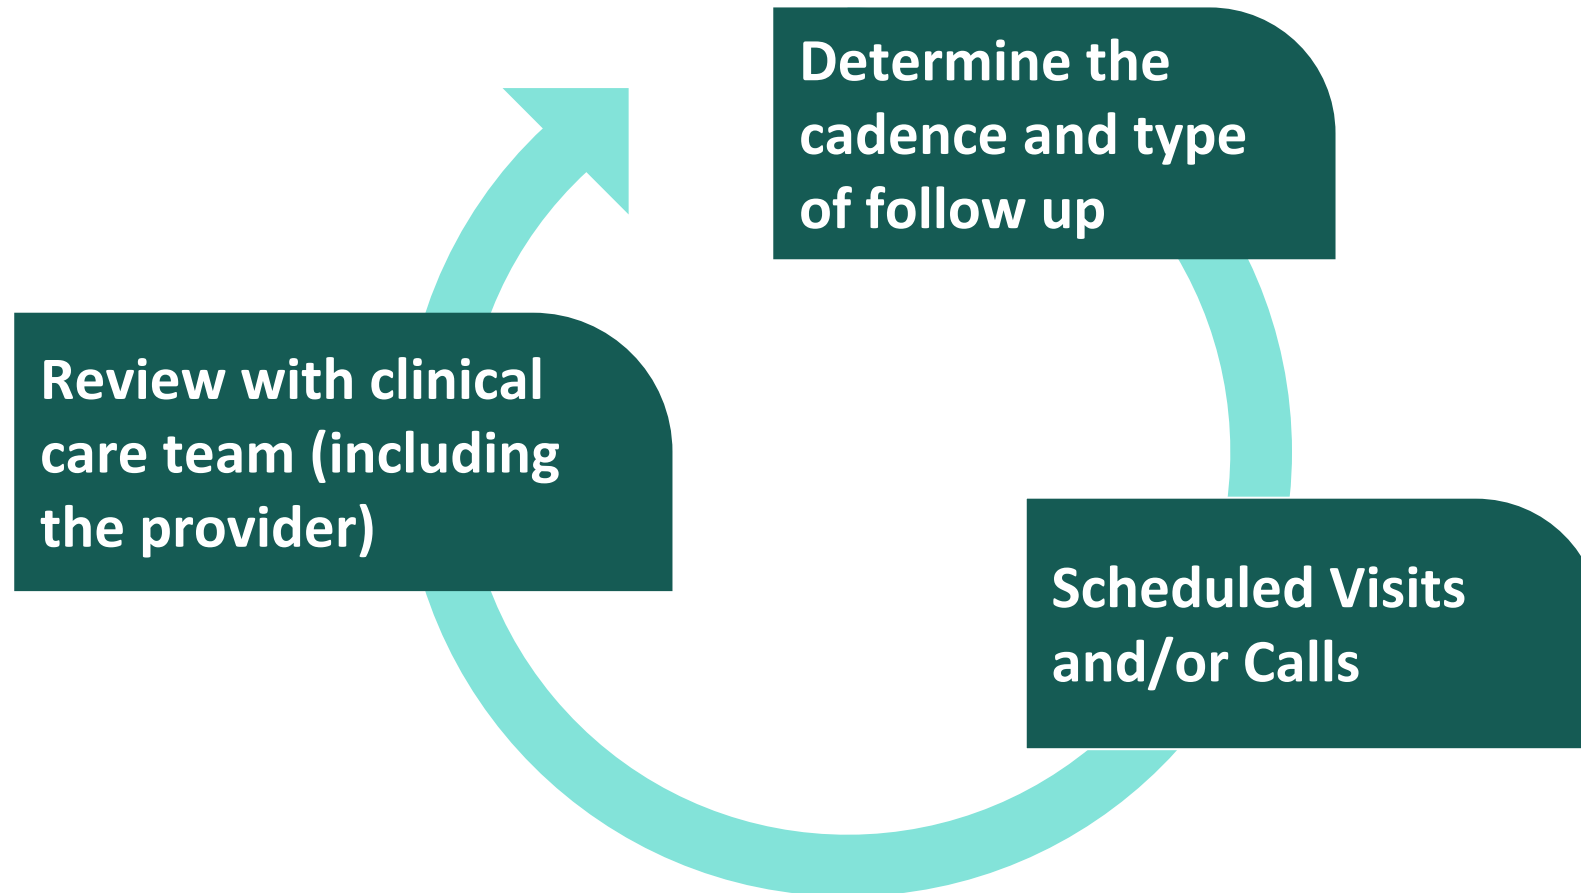 Determine the
cadence and type
of follow up
Review with clinical
care team (including
the provider)
Scheduled Visits
and/or Calls